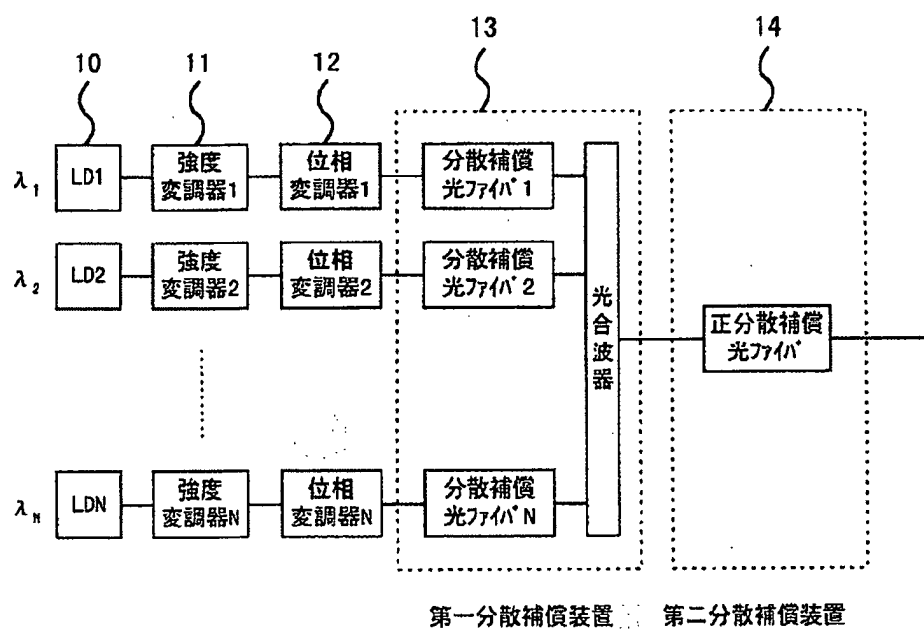 13
14
10
11
12
λ₁
LD1
強度
変調器1
位相
変調器1
分散補償
光ファイバ1
λ₂
LD2
強度
変調器2
位相
変調器2
分散補償
光ファイバ2
光合波器
正分散補償
光ファイバ
λN
LDN
強度
変調器N
位相
変調器N
分散補償
光ファイバN
第一分散補償装置
第二分散補償装置